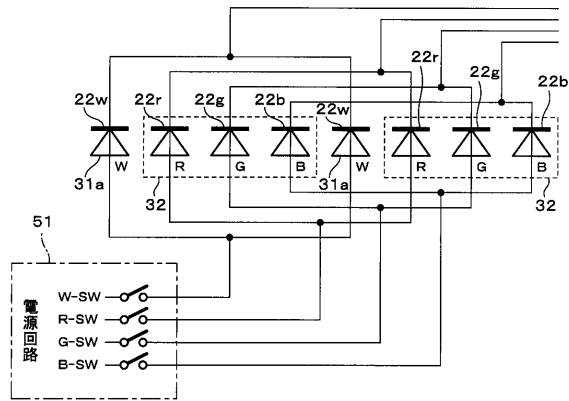 22r
22g
22w 22r 22g 22b 22w 22b
W R G B W R G B
31a 32 31a 32
51
電源回路
W-SW
R-SW
G-SW
B-SW